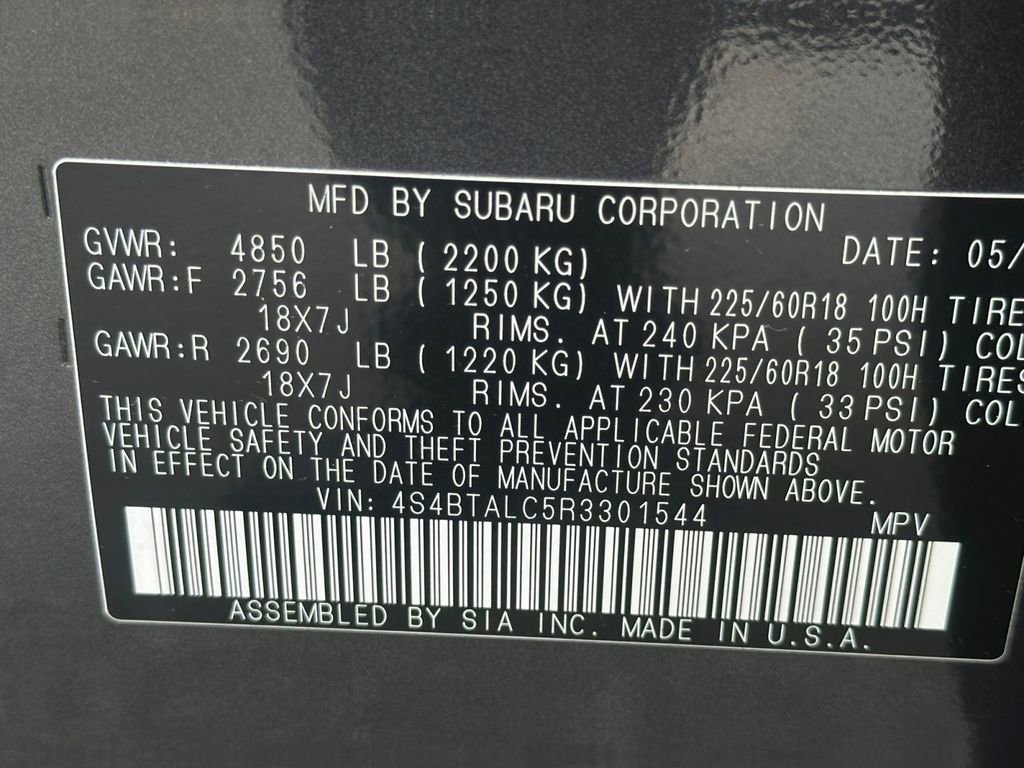 MFD BY SUBARU CORPORATION
GVWR: 4850 LB ( 2200 KG) DATE: 05/
GAWR:F 2756 LB ( 1250 KG) WITH 225/60R18 100H TIRE
18X7J RIMS. AT 240 KPA ( 35 PSI) COL
GAWR:R 2690 LB ( 1220 KG) WITH 225/60R18 100H TIRES
18X7J RIMS. AT 230 KPA ( 33 PSI) COL
THIS VEHICLE CONFORMS TO ALL APPLICABLE FEDERAL MOTOR
VEHICLE SAFETY AND THEFT PREVENTION STANDARDS
IN EFFECT ON THE DATE OF MANUFACTURE SHOWN ABOVE.
VIN: 4S4BTALC5R3301544 MPV
ASSEMBLED BY SIA INC. MADE IN U.S.A.